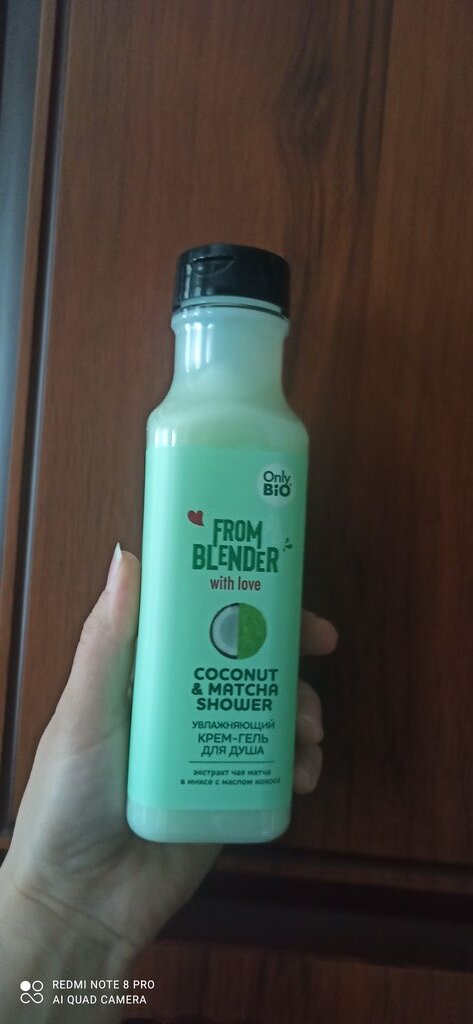 Only
BiO
FROM
BLENDER
with love
COCONUT
& MATCHA
SHOWER
УВЛАЖНЯЮЩИЙ
КРЕМ-ГЕЛЬ
ДЛЯ ДУША
экстракт чая матча
в миксе с маслом кокоса
REDMI NOTE 8 PRO
AI QUAD CAMERA